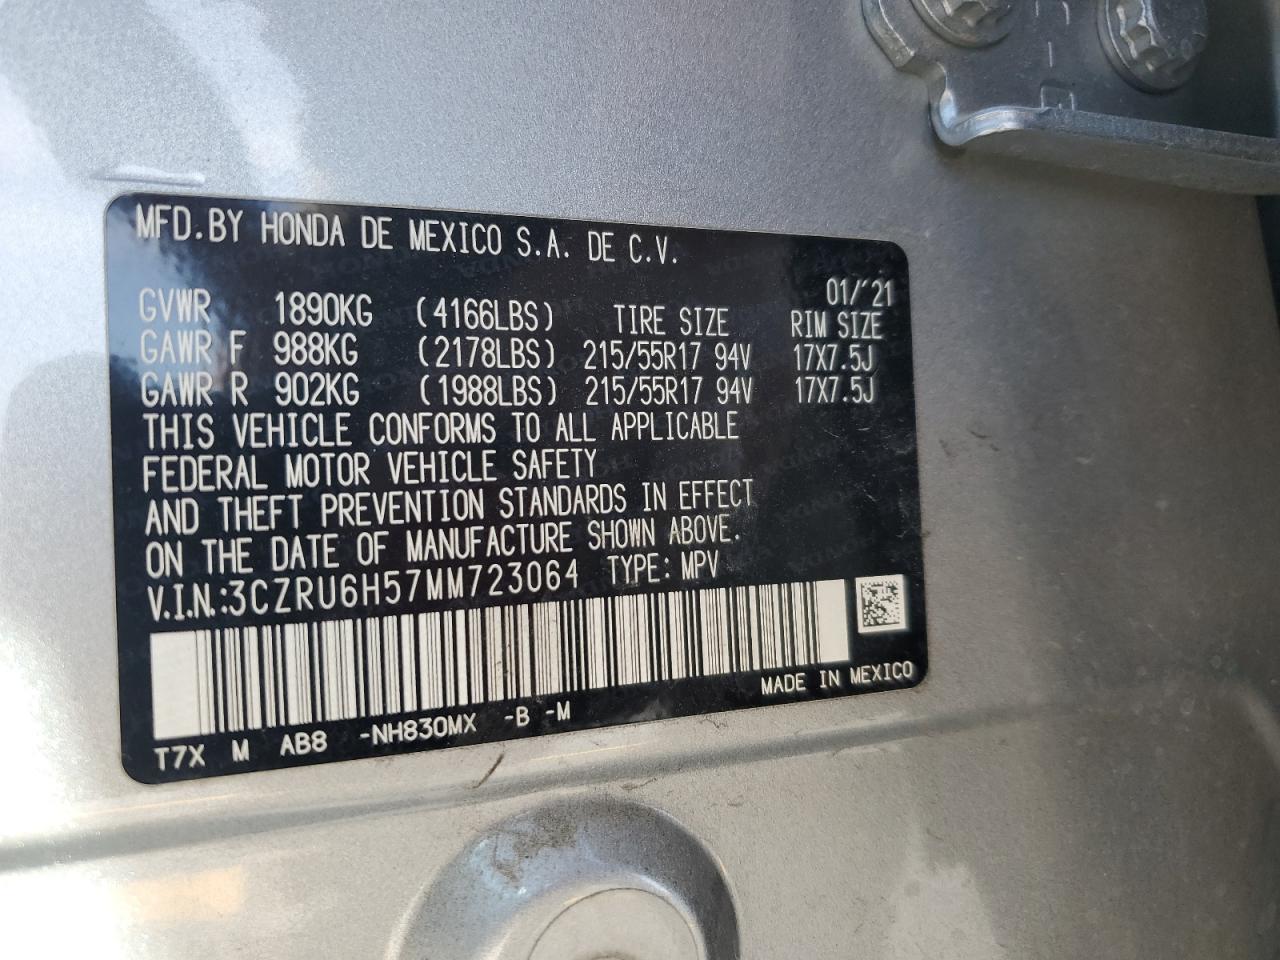 MFD.BY HONDA DE MEXICO S.A. DE C.V.
01/'21
GVWR 1890KG (4166LBS) TIRE SIZE RIM SIZE
GAWR F 988KG (2178LBS) 215/55R17 94V 17X7.5J
GAWR R 902KG (1988LBS) 215/55R17 94V 17X7.5J
THIS VEHICLE CONFORMS TO ALL APPLICABLE
FEDERAL MOTOR VEHICLE SAFETY
AND THEFT PREVENTION STANDARDS IN EFFECT
ON THE DATE OF MANUFACTURE SHOWN ABOVE.
V.I.N.:3CZRU6H57MM723064 TYPE: MPV
MADE IN MEXICO
T7X M AB8 -NH830MX -B -M